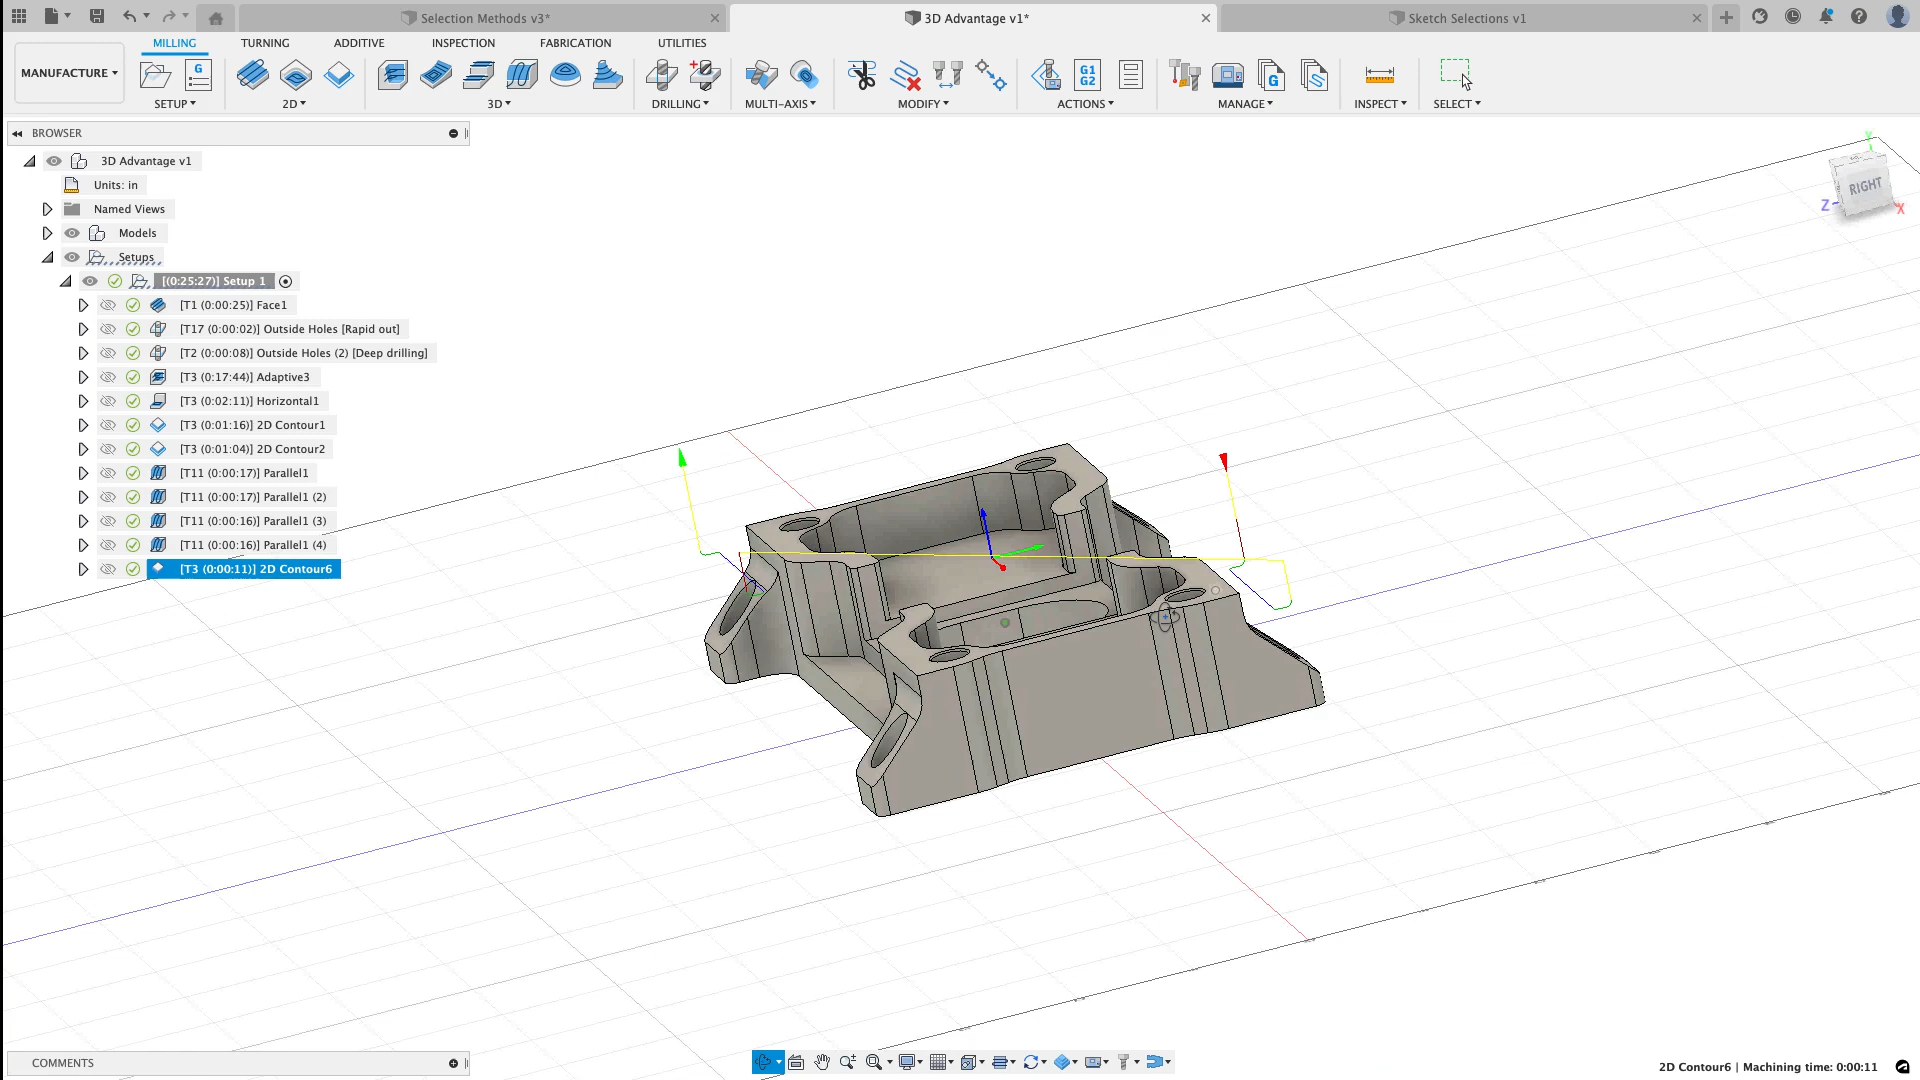 Selection Methods v3*
3D Advantage v1*
Sketch Selections v1
MILLING
TURNING
ADDITIVE
INSPECTION
FABRICATION
UTILITIES
MANUFACTURE
G
G1
G2
G
SETUP
2D
3D
DRILLING
MULTI-AXIS
MODIFY
ACTIONS
MANAGE
INSPECT
SELECT
BROWSER
3D Advantage v1
Units: in
Named Views
Models
Setups
[(0:25:27)] Setup 1
[T1 (0:00:25)] Face1
[T17 (0:00:02)] Outside Holes [Rapid out]
[T2 (0:00:08)] Outside Holes (2) [Deep drilling]
[T3 (0:17:44)] Adaptive3
[T3 (0:02:11)] Horizontal1
[T3 (0:01:16)] 2D Contour1
[T3 (0:01:04)] 2D Contour2
[T11 (0:00:17)] Parallel1
[T11 (0:00:17)] Parallel1 (2)
[T11 (0:00:16)] Parallel1 (3)
[T11 (0:00:16)] Parallel1 (4)
[T3 (0:00:11)] 2D Contour6
Y
RIGHT
Z
X
COMMENTS
2D Contour6 | Machining time: 0:00:11